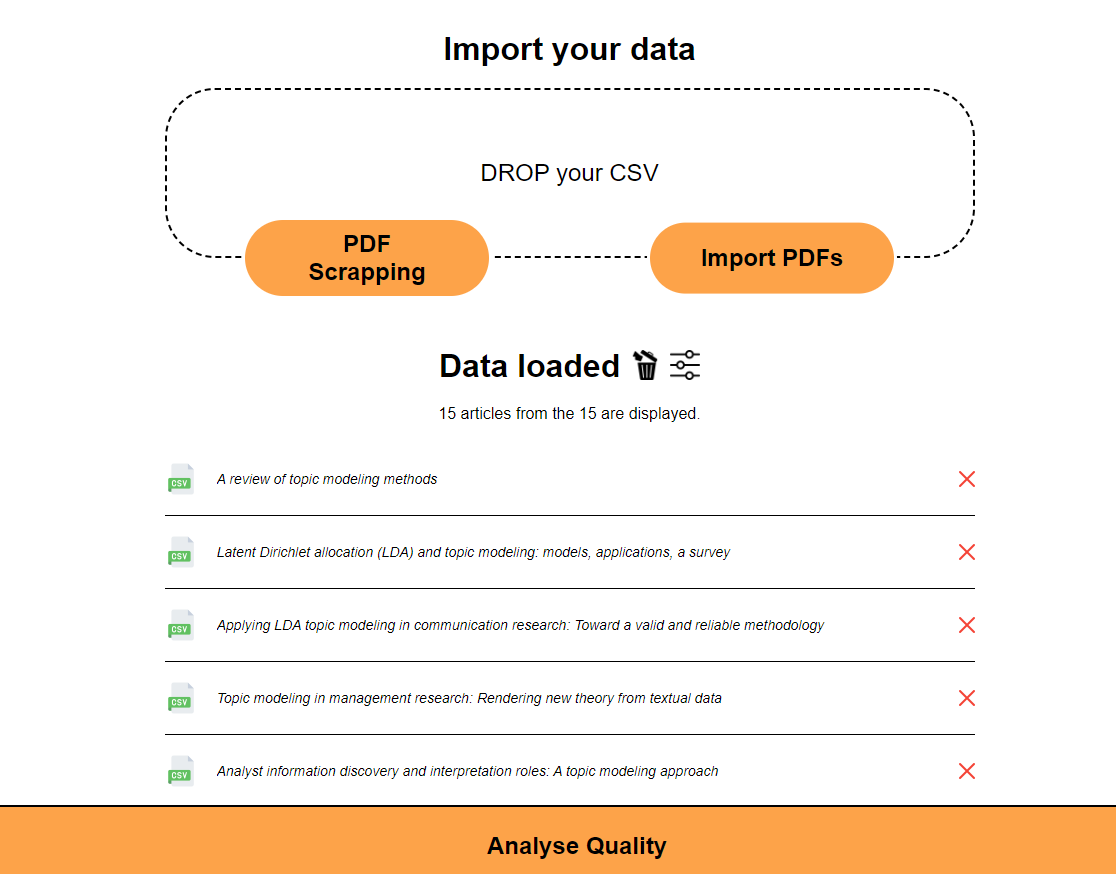 Import your data
DROP your CSV
PDF
Scrapping
Import PDFs
Data loaded
15 articles from the 15 are displayed.
CSV A review of topic modeling methods
CSV Latent Dirichlet allocation (LDA) and topic modeling: models, applications, a survey
CSV Applying LDA topic modeling in communication research: Toward a valid and reliable methodology
CSV Topic modeling in management research: Rendering new theory from textual data
CSV Analyst information discovery and interpretation roles: A topic modeling approach
Analyse Quality